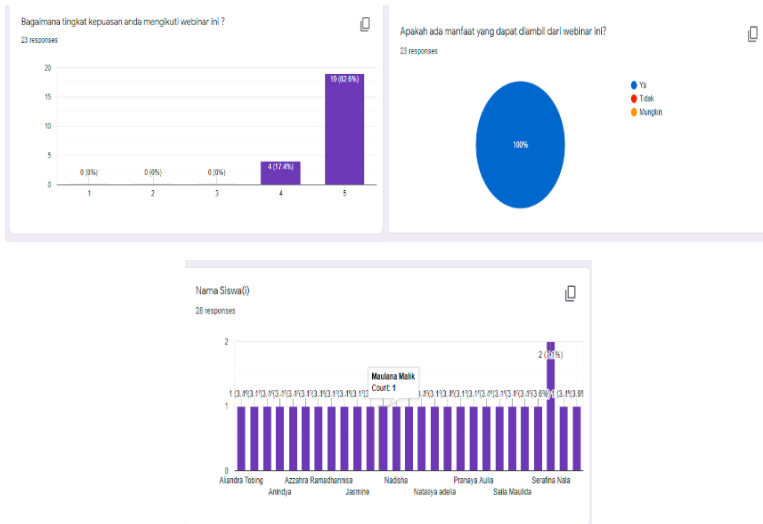 Bagaimana tingkat kepuasan anda mengikuti webinar ini ?
23 responses
20
15
10
5
0
0 (0%)
0 (0%)
0 (0%)
4 (17.4%)
19 (82.6%)
1
2
3
4
5
Apakah ada manfaat yang dapat diambil dari webinar ini?
23 responses
100%
Ya
Tidak
Mungkin
Nama Siswa(i)
28 responses
2
1
0
Maulana Malik
Count: 1
Aliandra Tobing
Anindya
Azzahra Ramadhannisa
Jasmine
Nadisha
Natasya adelia
Pranaya Aulia
Saila Maulida
Serafina Nala